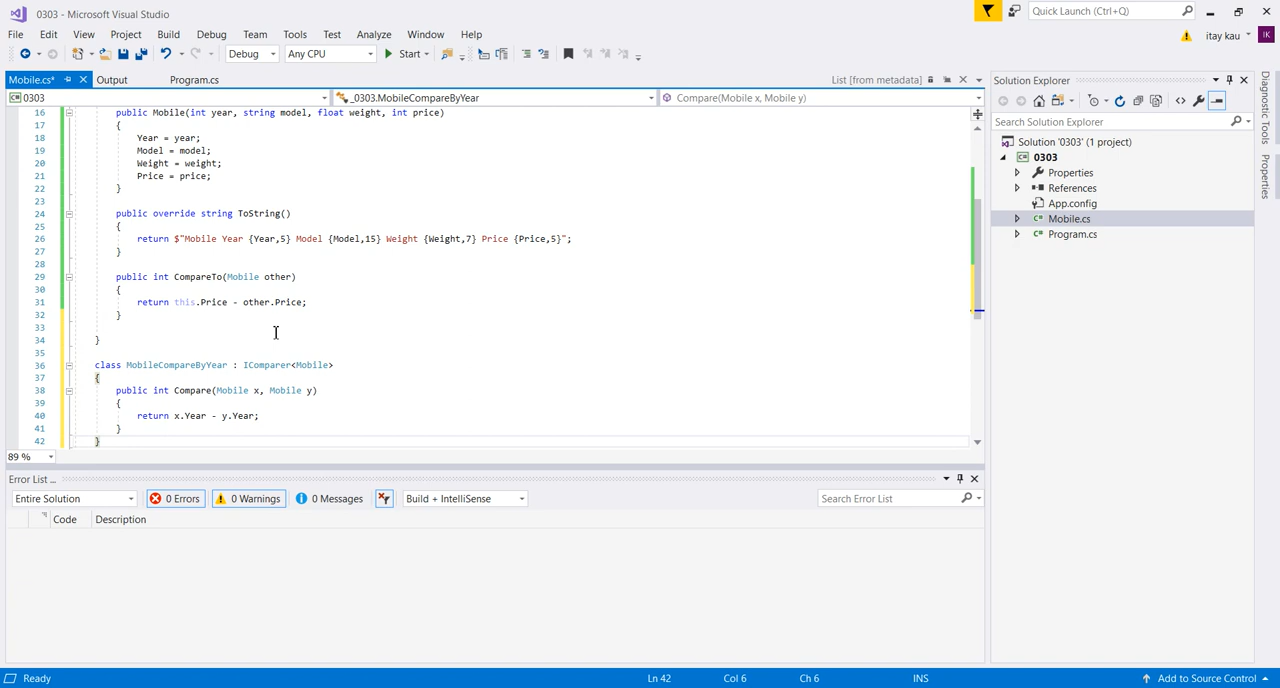 0303 - Microsoft Visual Studio
Quick Launch (Ctrl+Q)
File Edit View Project Build Debug Team Tools Test Analyze Window Help
itay kau IK
Debug Any CPU Start
Mobile.cs* Output Program.cs List [from metadata]
0303 _0303.MobileCompareByYear Compare(Mobile x, Mobile y)
16 public Mobile(int year, string model, float weight, int price)
17 {
18 Year = year;
19 Model = model;
20 Weight = weight;
21 Price = price;
22 }
23
24 public override string ToString()
25 {
26 return $"Mobile Year {Year,5} Model {Model,15} Weight {Weight,7} Price {Price,5}";
27 }
28
29 public int CompareTo(Mobile other)
30 {
31 return this.Price - other.Price;
32 }
33
34 }
35
36 class MobileCompareByYear : IComparer<Mobile>
37 {
38 public int Compare(Mobile x, Mobile y)
39 {
40 return x.Year - y.Year;
41 }
42 }
89 %
Solution Explorer
Search Solution Explorer
Solution '0303' (1 project)
0303
Properties
References
App.config
Mobile.cs
Program.cs
Diagnostic Tools
Properties
Error List ...
Entire Solution 0 Errors 0 Warnings 0 Messages Build + IntelliSense Search Error List
Code Description
Ready Ln 42 Col 6 Ch 6 INS Add to Source Control